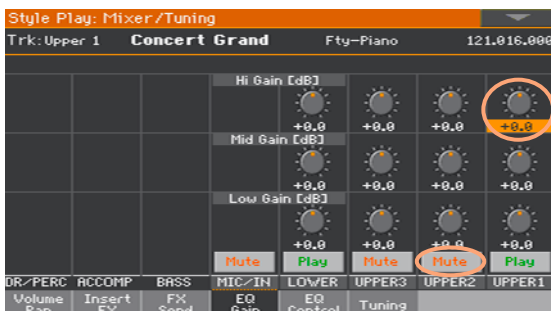 Style Play: Mixer/Tuning
Trk: Upper 1 Concert Grand Fty-Piano 121.016.000
Hi Gain [dB]
+0.0 +0.0 +0.0 +0.0
Mid Gain [dB]
+0.0 +0.0 +0.0 +0.0
Low Gain [dB]
+0.0 +0.0 +0.0 +0.0
Mute Play Mute Mute Play
DR/PERC ACCOMP BASS MIC/IN LOWER UPPER3 UPPER2 UPPER1
Volume Insert FX EQ EQ Tuning
Pan FX Send Gain Control